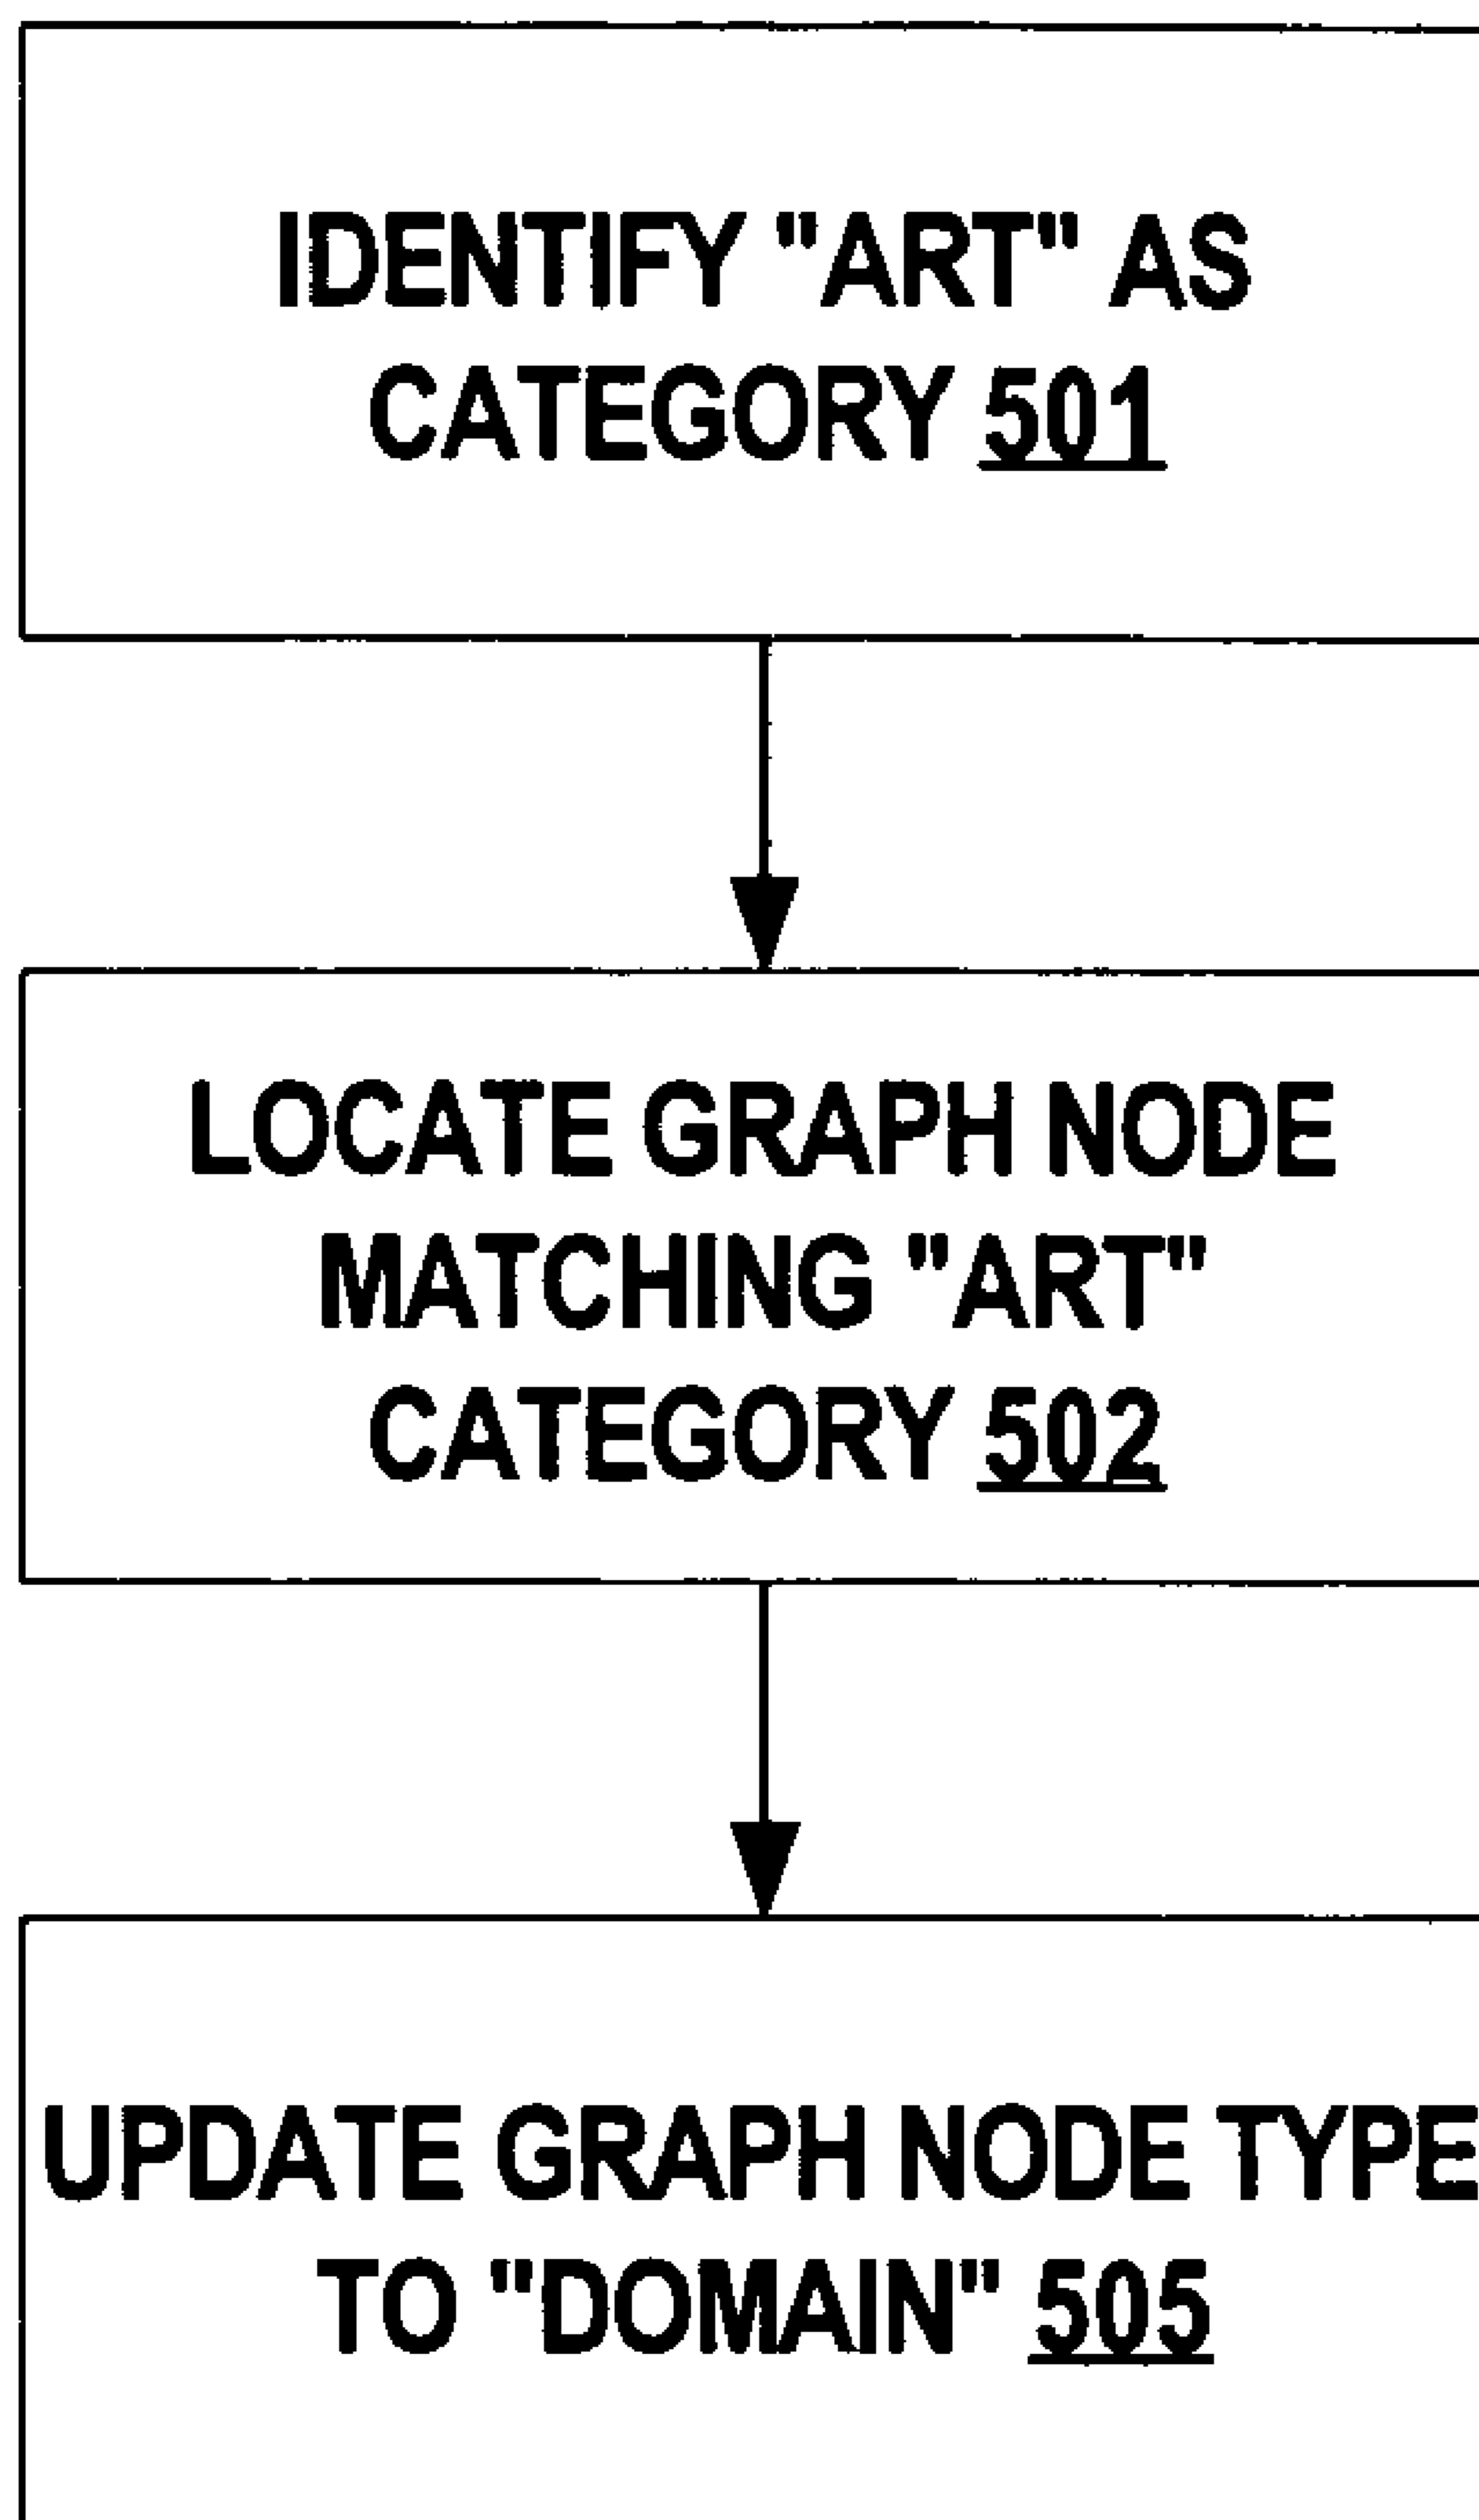 IDENTIFY "ART" AS
CATEGORY 501
LOCATE GRAPH NODE
MATCHING "ART"
CATEGORY 502
UPDATE GRAPH NODE TYPE
TO "DOMAIN" 505